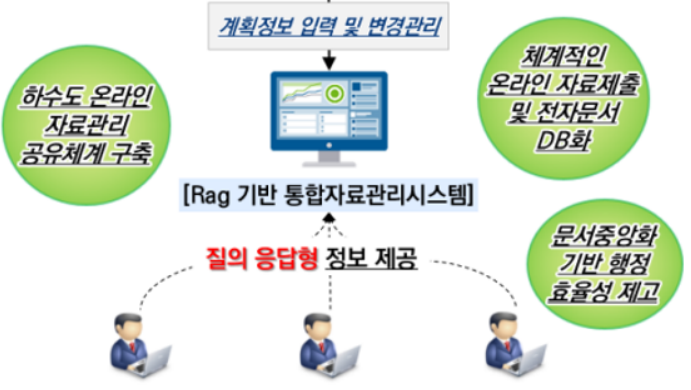 계획정보 입력 및 변경관리
하수도 온라인
자료관리
공유체계 구축
체계적인
온라인 자료제출
및 전자문서
DB화
[Rag 기반 통합자료관리시스템]
질의 응답형 정보 제공
문서중앙화
기반 행정
효율성 제고